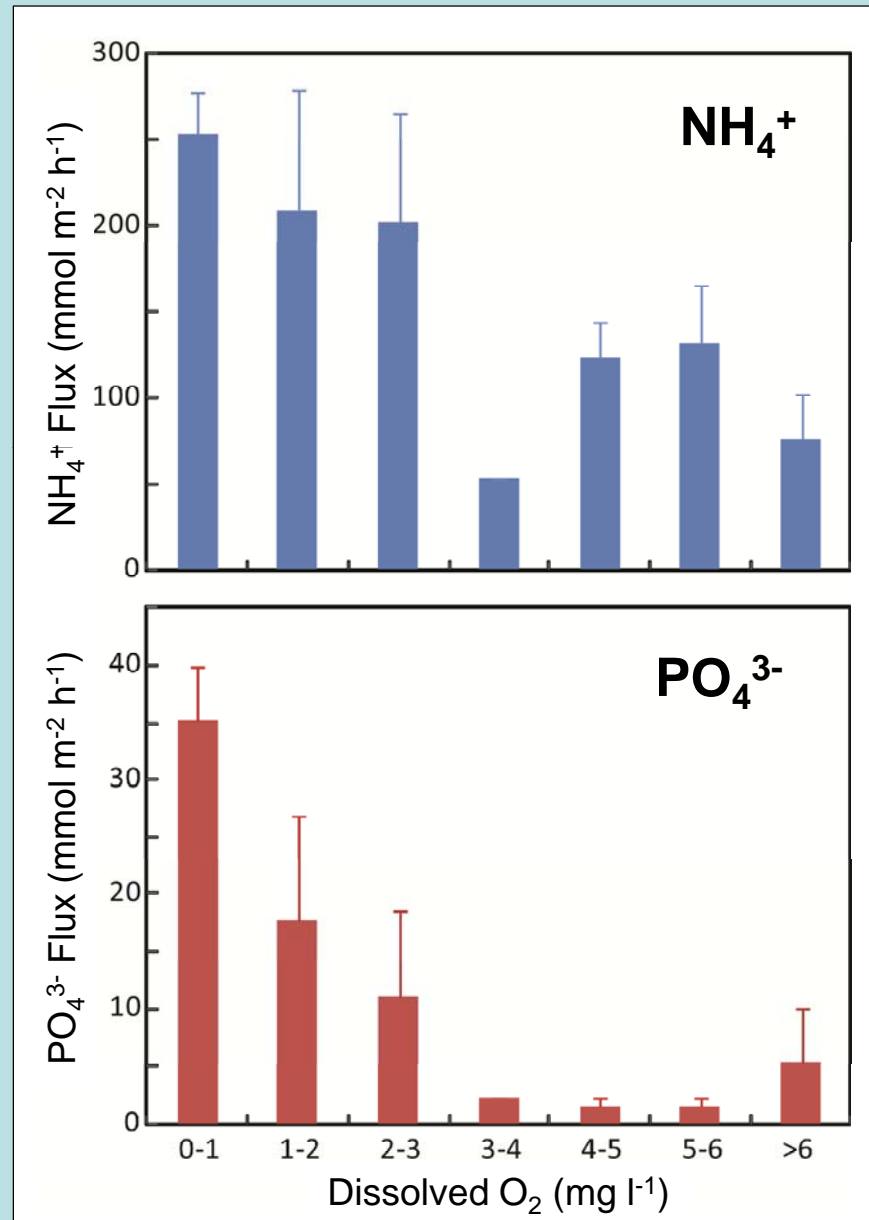 300
200
100
0
NH₄⁺ Flux (mmol m⁻² h⁻¹)
NH₄⁺
40
30
20
10
0
PO₄³⁻ Flux (mmol m⁻² h⁻¹)
PO₄³⁻
0-1 1-2 2-3 3-4 4-5 5-6 >6
Dissolved O₂ (mg l⁻¹)